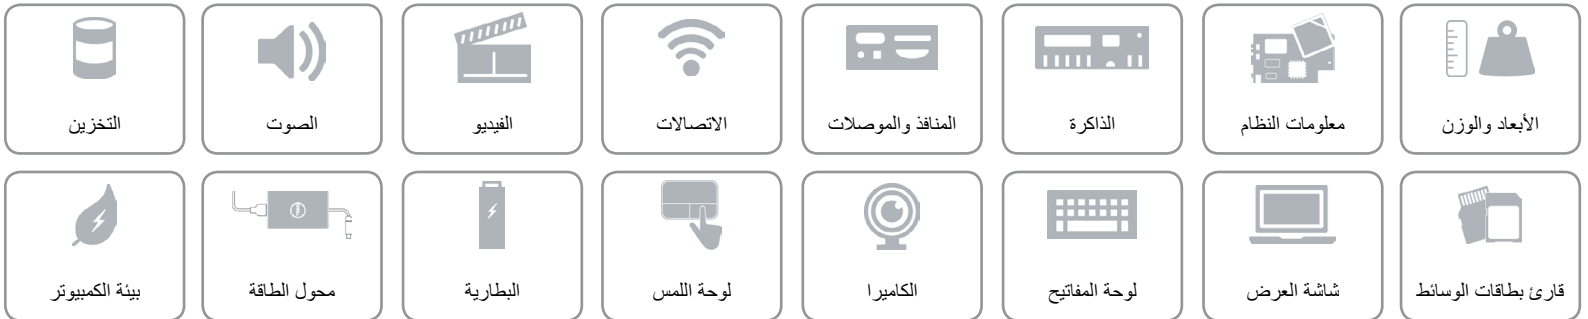 الأبعاد والوزن
معلومات النظام
الذاكرة
المنافذ والموصلات
الاتصالات
الفيديو
الصوت
التخزين
قارئ بطاقات الوسائط
شاشة العرض
لوحة المفاتيح
الكاميرا
لوحة اللمس
البطارية
محول الطاقة
بيئة الكمبيوتر